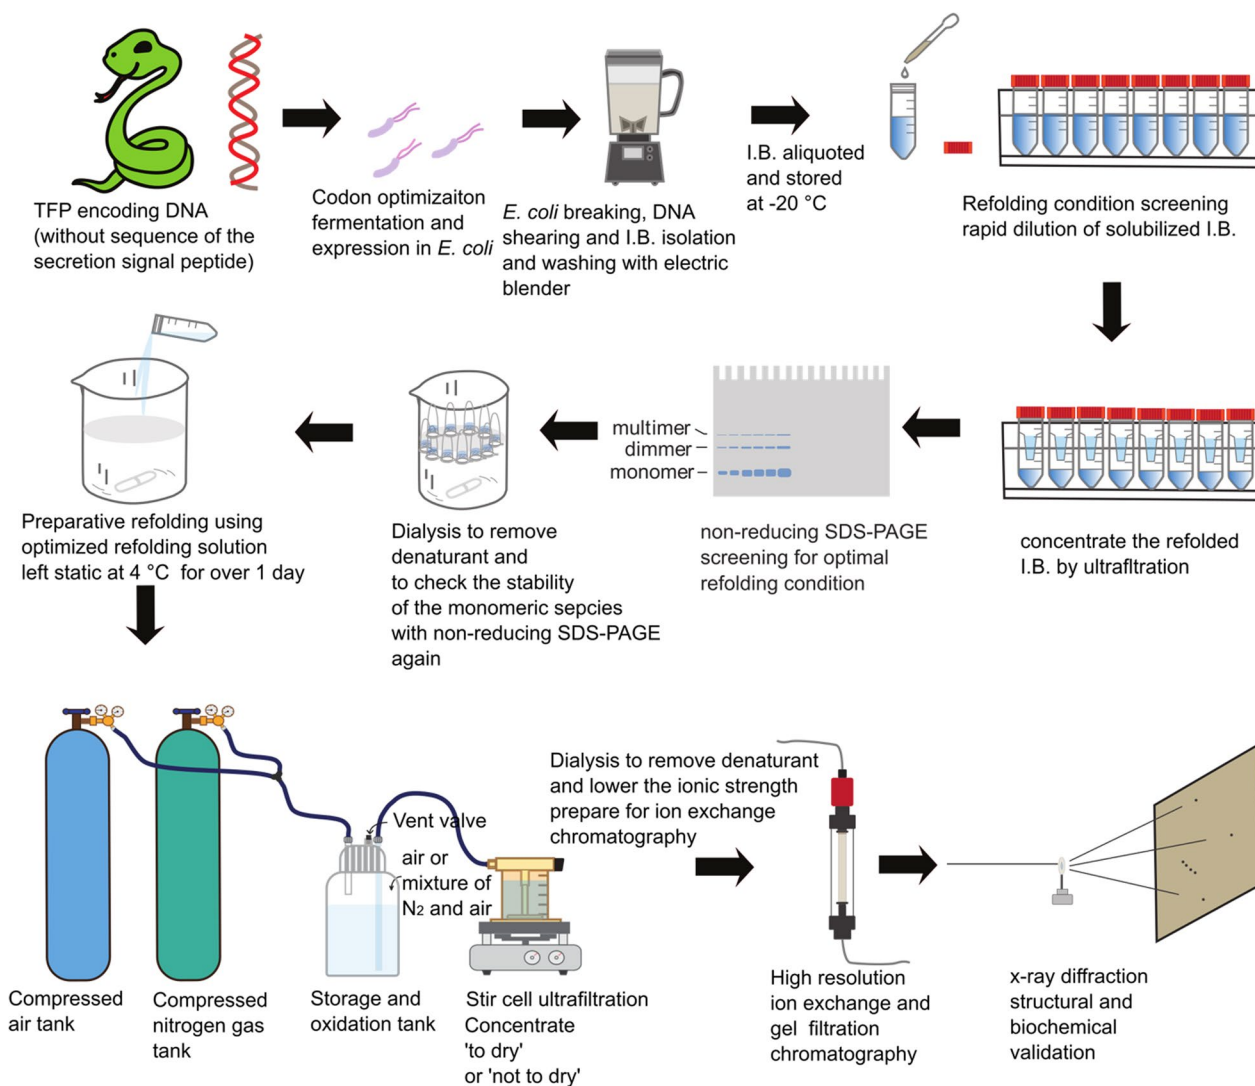 TFP encoding DNA
(without sequence of the
secretion signal peptide)
Codon optimizaiton
fermentation and
expression in E. coli
E. coli breaking, DNA
shearing and I.B. isolation
and washing with electric
blender
I.B. aliquoted
and stored
at -20 °C
Refolding condition screening
rapid dilution of solubilized I.B.
concentrate the refolded
I.B. by ultrafltration
multimer
dimmer
monomer
non-reducing SDS-PAGE
screening for optimal
refolding condition
Dialysis to remove
denaturant and
to check the stability
of the monomeric sepcies
with non-reducing SDS-PAGE
again
Preparative refolding using
optimized refolding solution
left static at 4 °C for over 1 day
Compressed
air tank
Compressed
nitrogen gas
tank
Storage and
oxidation tank
Vent valve
air or
mixture of
N2 and air
Stir cell ultrafiltration
Concentrate
'to dry'
or 'not to dry'
Dialysis to remove denaturant
and lower the ionic strength
prepare for ion exchange
chromatography
High resolution
ion exchange and
gel filtration
chromatography
x-ray diffraction
structural and
biochemical
validation